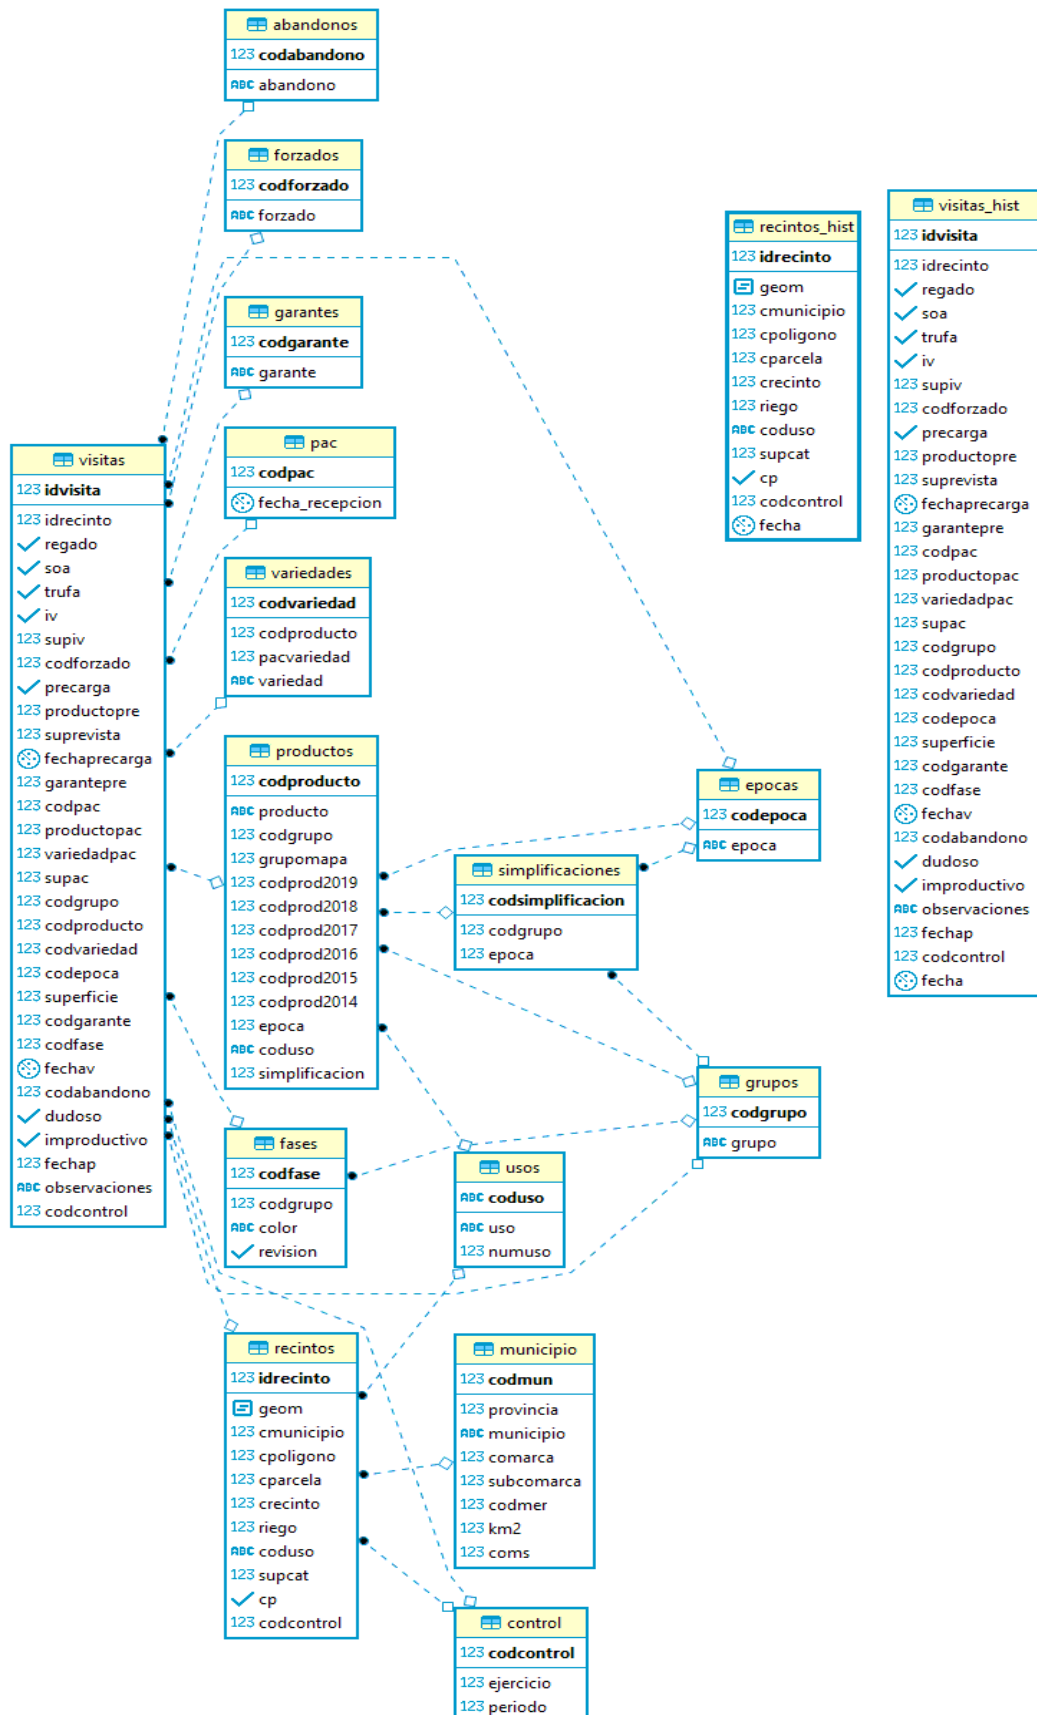 abandonos
123 codabandono
ABC abandono
forzados
123 codforzado
ABC forzado
garantes
123 codgarante
ABC garante
pac
123 codpac
fecha_recepcion
variedades
123 codvariedad
123 codproducto
123 pacvariedad
ABC variedad
visitas
123 idvisita
123 idrecinto
regado
soa
trufa
iv
123 supiv
123 codforzado
precarga
123 productopre
123 suprevista
fechaprecarga
123 garantepre
123 codpac
123 productopac
123 variedadpac
123 supac
123 codgrupo
123 codproducto
123 codvariedad
123 codepoca
123 superficie
123 codgarante
123 codfase
fechav
123 codabandono
dudoso
improductivo
123 fechap
ABC observaciones
123 codcontrol
productos
123 codproducto
ABC producto
123 codgrupo
123 grupomapa
123 codprod2019
123 codprod2018
123 codprod2017
123 codprod2016
123 codprod2015
123 codprod2014
123 epoca
ABC coduso
123 simplificacion
fases
123 codfase
123 codgrupo
ABC color
revision
recintos
123 idrecinto
geom
123 cmunicipio
123 cpoligono
123 cparcela
123 crecinto
123 riego
ABC coduso
123 supcat
cp
123 codcontrol
simplificaciones
123 codsimplificacion
123 codgrupo
123 epoca
usos
ABC coduso
ABC uso
123 numuso
municipio
123 codmun
123 provincia
ABC municipio
123 comarca
123 subcomarca
123 codmer
123 km2
123 coms
control
123 codcontrol
123 ejercicio
123 periodo
epocas
123 codepoca
ABC epoca
grupos
123 codgrupo
ABC grupo
recintos_hist
123 idrecinto
geom
123 cmunicipio
123 cpoligono
123 cparcela
123 crecinto
123 riego
ABC coduso
123 supcat
cp
123 codcontrol
fecha
visitas_hist
123 idvisita
123 idrecinto
regado
soa
trufa
iv
123 supiv
123 codforzado
precarga
123 productopre
123 suprevista
fechaprecarga
123 garantepre
123 codpac
123 productopac
123 variedadpac
123 supac
123 codgrupo
123 codproducto
123 codvariedad
123 codepoca
123 superficie
123 codgarante
123 codfase
fechav
123 codabandono
dudoso
improductivo
ABC observaciones
123 fechap
123 codcontrol
fecha